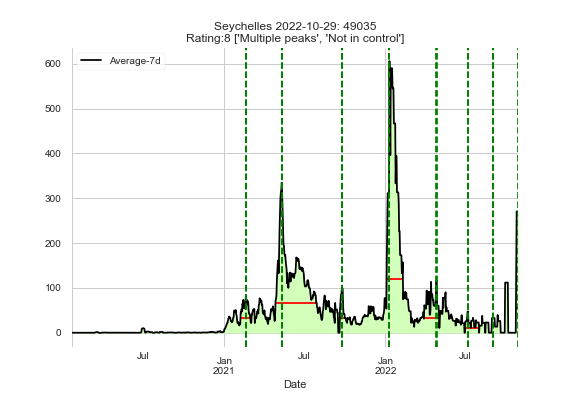 Seychelles 2022-10-29: 49035
Rating:8 ['Multiple peaks', 'Not in control']
Average-7d
600
500
400
300
200
100
0
Jul
Jan
2021
Jul
Jan
2022
Jul
Date